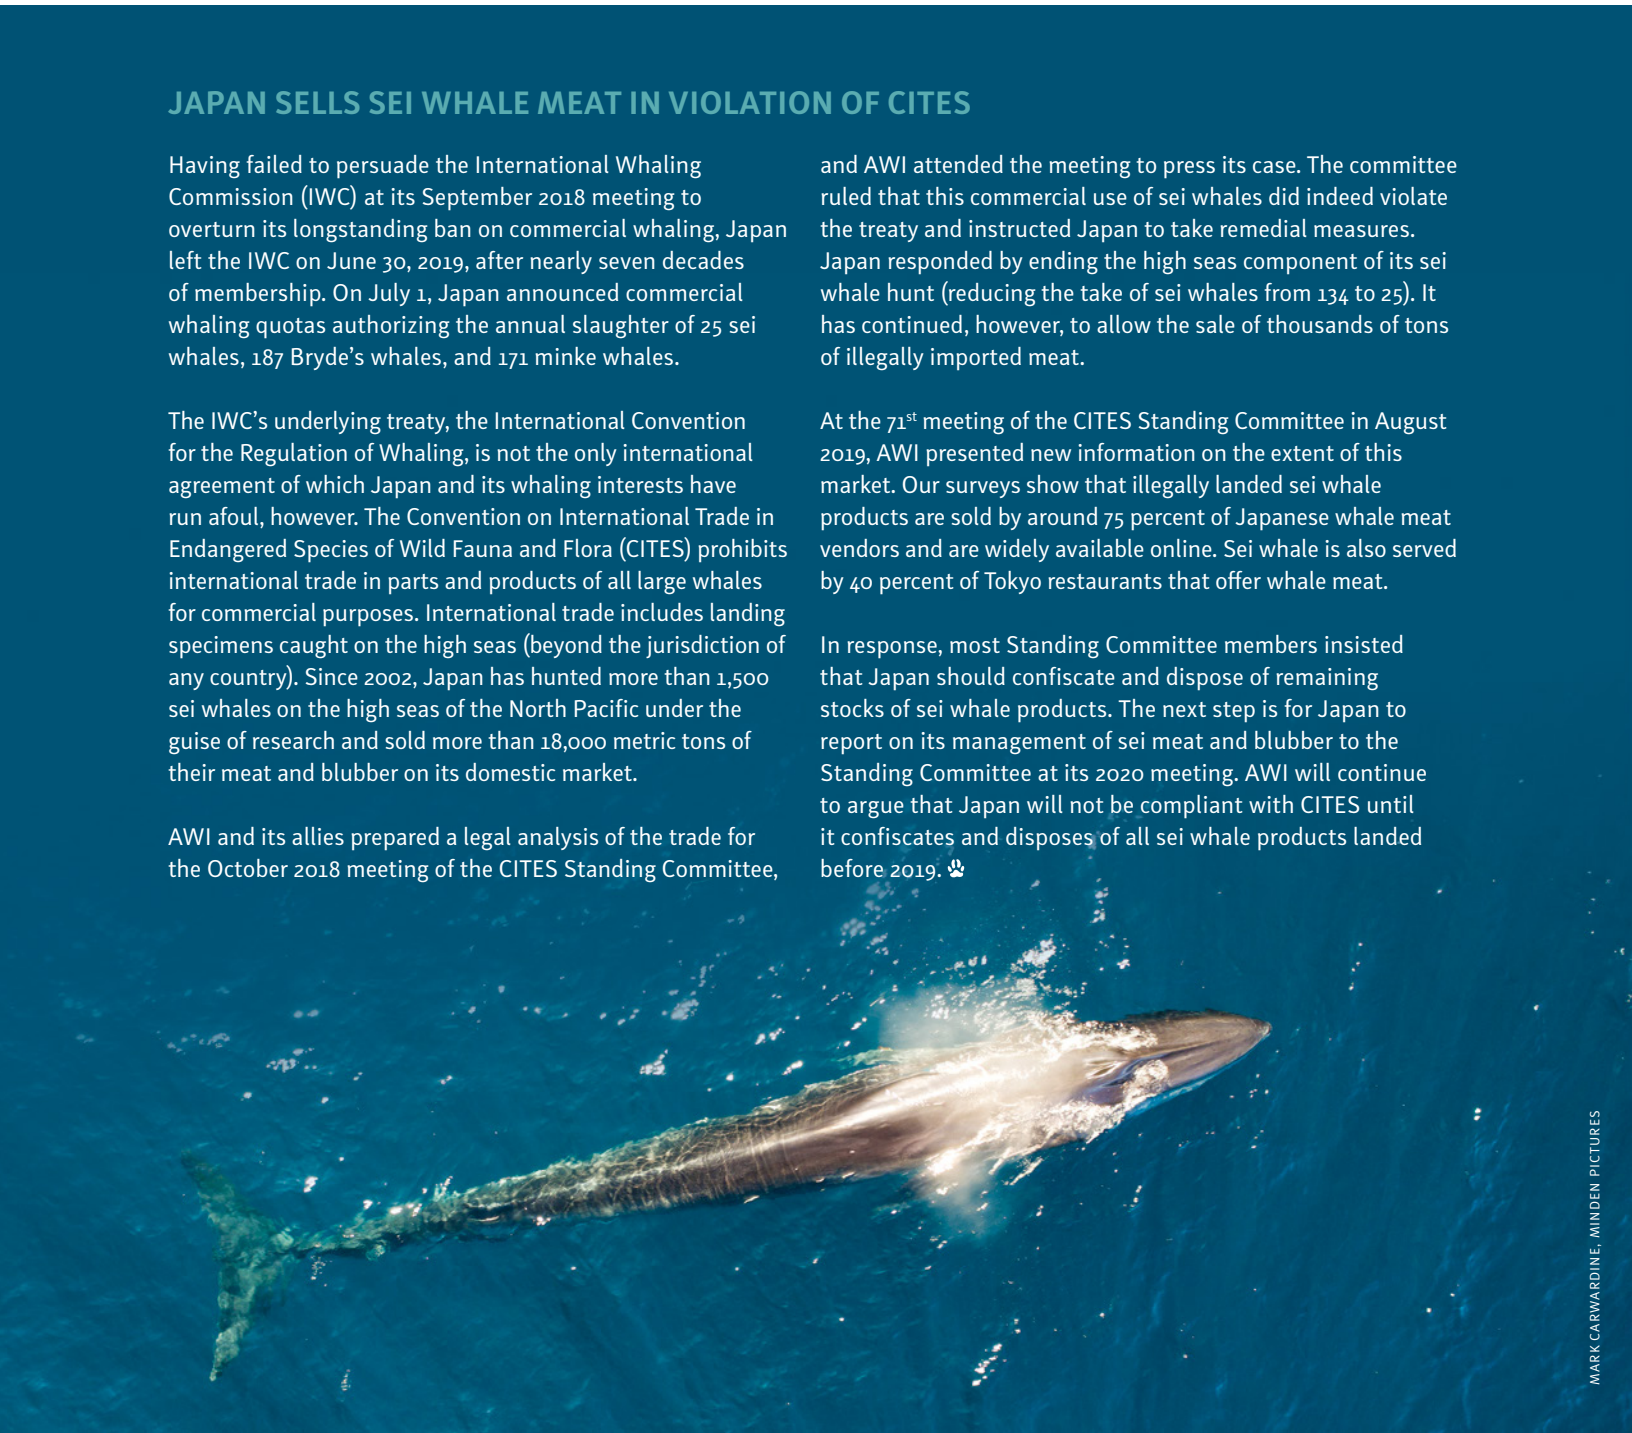 JAPAN SELLS SEI WHALE MEAT IN VIOLATION OF CITES
Having failed to persuade the International Whaling
Commission (IWC) at its September 2018 meeting to
overturn its longstanding ban on commercial whaling, Japan
left the IWC on June 30, 2019, after nearly seven decades
of membership. On July 1, Japan announced commercial
whaling quotas authorizing the annual slaughter of 25 sei
whales, 187 Bryde’s whales, and 171 minke whales.
The IWC’s underlying treaty, the International Convention
for the Regulation of Whaling, is not the only international
agreement of which Japan and its whaling interests have
run afoul, however. The Convention on International Trade in
Endangered Species of Wild Fauna and Flora (CITES) prohibits
international trade in parts and products of all large whales
for commercial purposes. International trade includes landing
specimens caught on the high seas (beyond the jurisdiction of
any country). Since 2002, Japan has hunted more than 1,500
sei whales on the high seas of the North Pacific under the
guise of research and sold more than 18,000 metric tons of
their meat and blubber on its domestic market.
AWI and its allies prepared a legal analysis of the trade for
the October 2018 meeting of the CITES Standing Committee,
and AWI attended the meeting to press its case. The committee
ruled that this commercial use of sei whales did indeed violate
the treaty and instructed Japan to take remedial measures.
Japan responded by ending the high seas component of its sei
whale hunt (reducing the take of sei whales from 134 to 25). It
has continued, however, to allow the sale of thousands of tons
of illegally imported meat.
At the 71st meeting of the CITES Standing Committee in August
2019, AWI presented new information on the extent of this
market. Our surveys show that illegally landed sei whale
products are sold by around 75 percent of Japanese whale meat
vendors and are widely available online. Sei whale is also served
by 40 percent of Tokyo restaurants that offer whale meat.
In response, most Standing Committee members insisted
that Japan should confiscate and dispose of remaining
stocks of sei whale products. The next step is for Japan to
report on its management of sei meat and blubber to the
Standing Committee at its 2020 meeting. AWI will continue
to argue that Japan will not be compliant with CITES until
it confiscates and disposes of all sei whale products landed
before 2019.
MARK CARWARDINE, MINDEN PICTURES